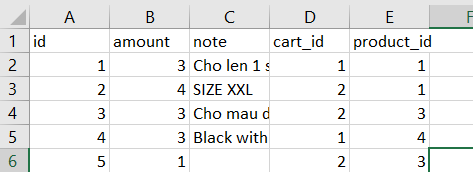 A B C D E F
1 id amount note cart_id product_id
2 1 3 Cho len 1 s 1 1
3 2 4 SIZE XXL 2 1
4 3 3 Cho mau d 2 3
5 4 3 Black with 1 4
6 5 1 2 3